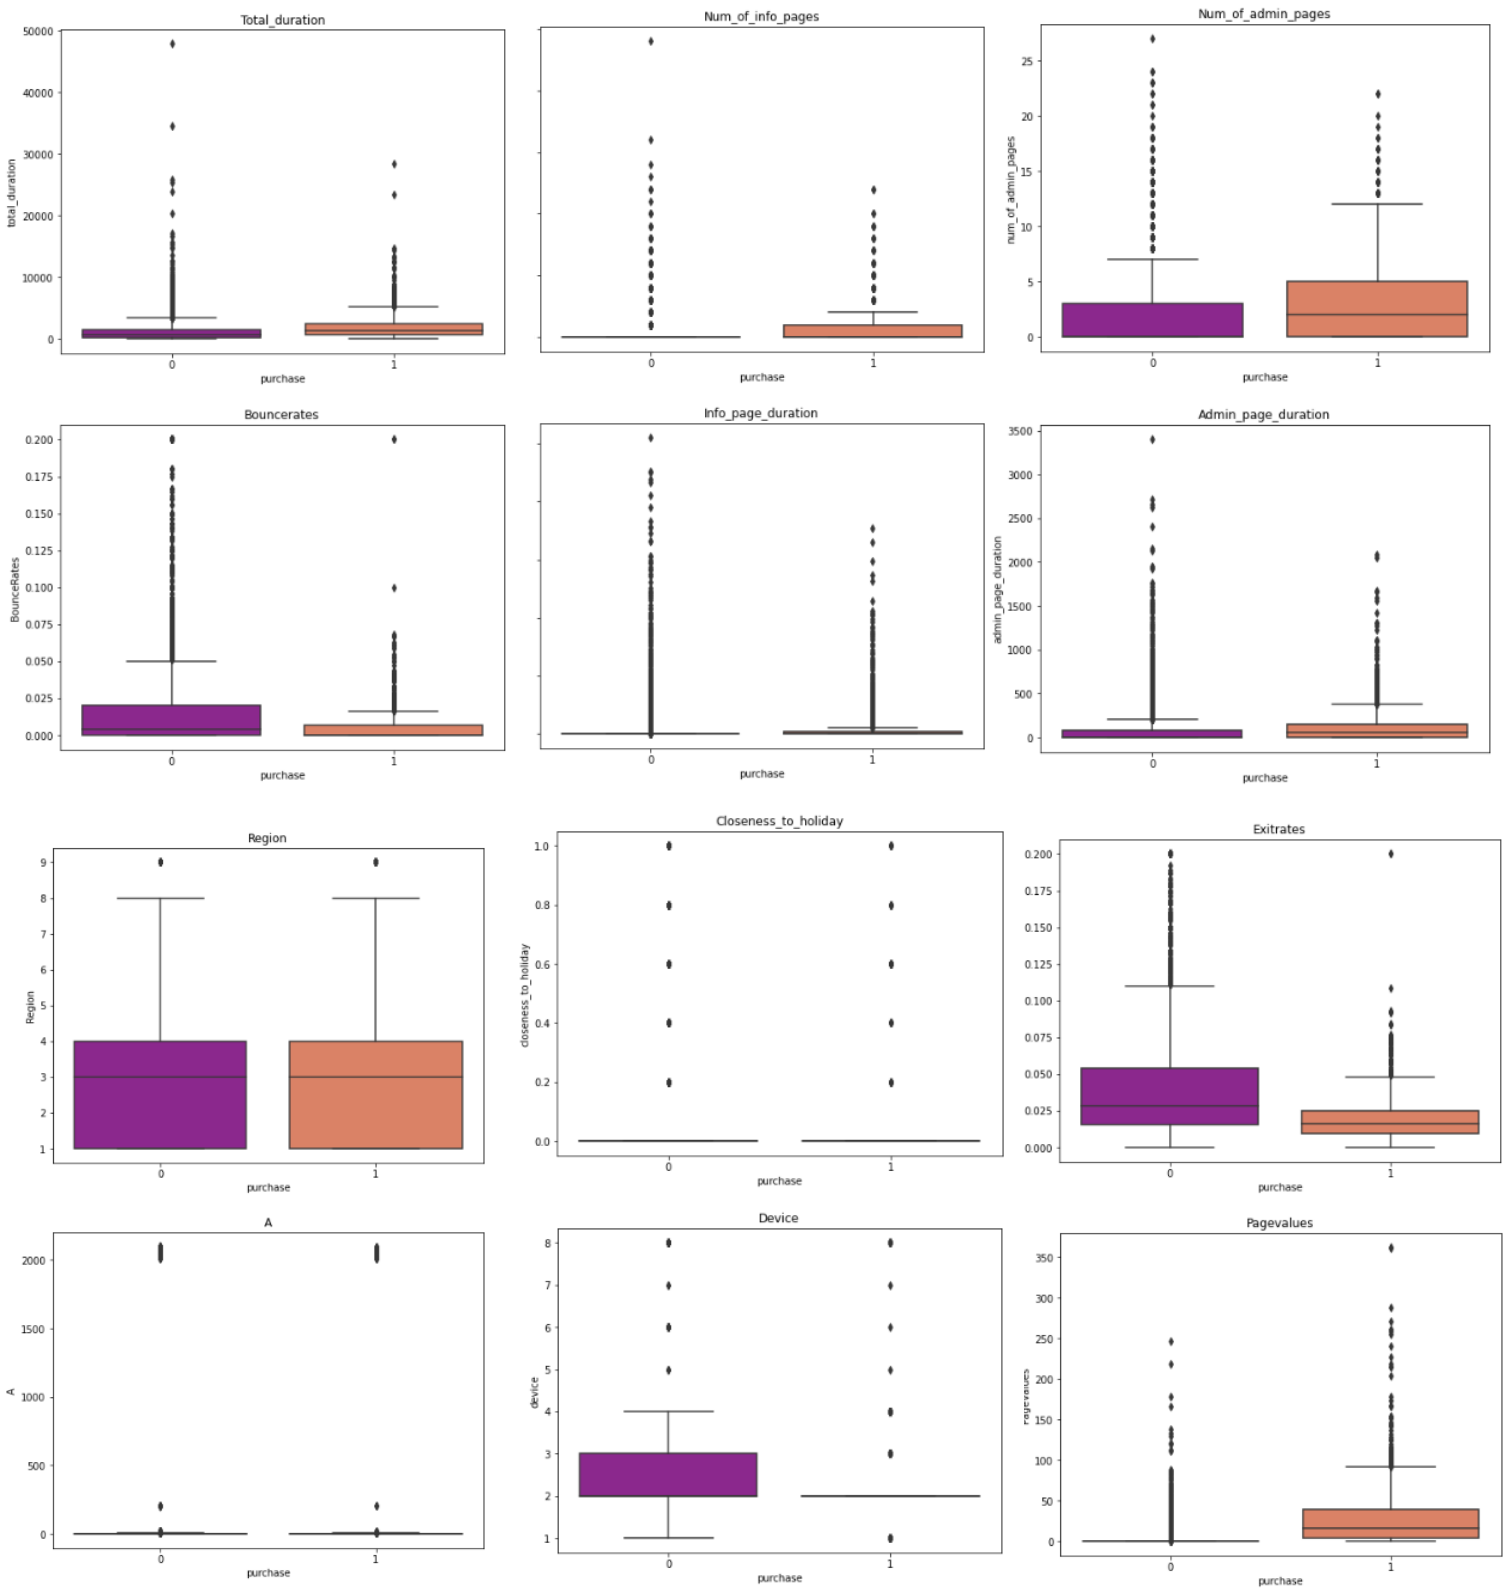 Total_duration
50000
40000
30000
20000
10000
0
total_duration
0 1
purchase
Num_of_info_pages
0 1
purchase
Num_of_admin_pages
25
20
15
10
5
0
num_of_admin_pages
0 1
purchase
Bouncerates
0.200
0.175
0.150
0.125
0.100
0.075
0.050
0.025
0.000
BounceRates
0 1
purchase
Info_page_duration
0 1
purchase
Admin_page_duration
3500
3000
2500
2000
1500
1000
500
0
admin_page_duration
0 1
purchase
Region
9
8
7
6
5
4
3
2
1
Region
0 1
purchase
Closeness_to_holiday
1.0
0.8
0.6
0.4
0.2
0.0
closeness_to_holiday
0 1
purchase
Exitrates
0.200
0.175
0.150
0.125
0.100
0.075
0.050
0.025
0.000
0 1
purchase
A
2000
1500
1000
500
0
A
0 1
purchase
Device
8
7
6
5
4
3
2
1
device
0 1
purchase
Pagevalues
350
300
250
200
150
100
50
0
Pagevalues
0 1
purchase